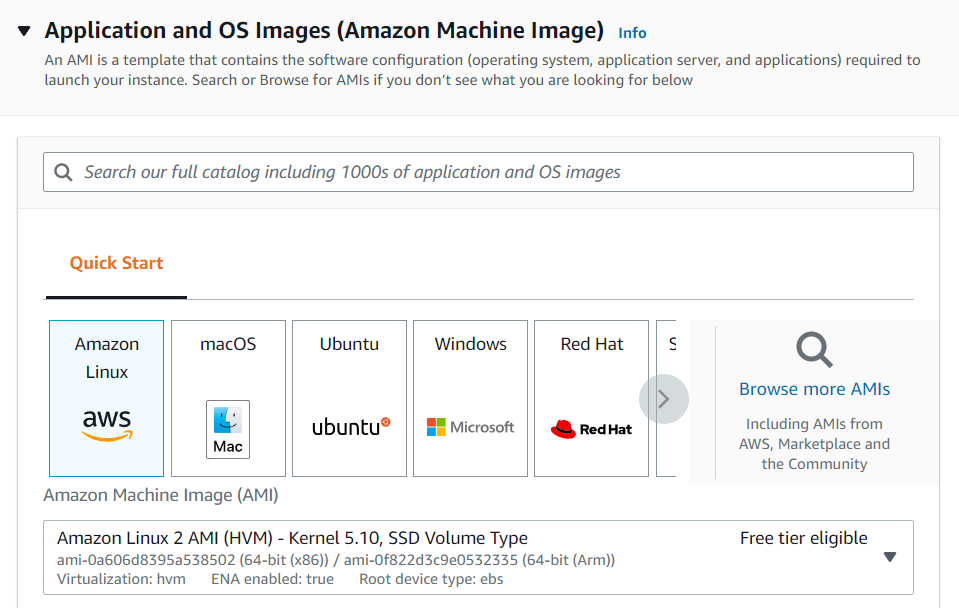 Application and OS Images (Amazon Machine Image) Info
An AMI is a template that contains the software configuration (operating system, application server, and applications) required to
launch your instance. Search or Browse for AMIs if you don’t see what you are looking for below
Search our full catalog including 1000s of application and OS images
Quick Start
Amazon
Linux
aws
macOS
Mac
Ubuntu
ubuntu
Windows
Microsoft
Red Hat
Red Hat
S
Browse more AMIs
Including AMIs from
AWS, Marketplace and
the Community
Amazon Machine Image (AMI)
Amazon Linux 2 AMI (HVM) - Kernel 5.10, SSD Volume Type
Free tier eligible
ami-0a606d8395a538502 (64-bit (x86)) / ami-0f822d3c9e0532335 (64-bit (Arm))
Virtualization: hvm ENA enabled: true Root device type: ebs